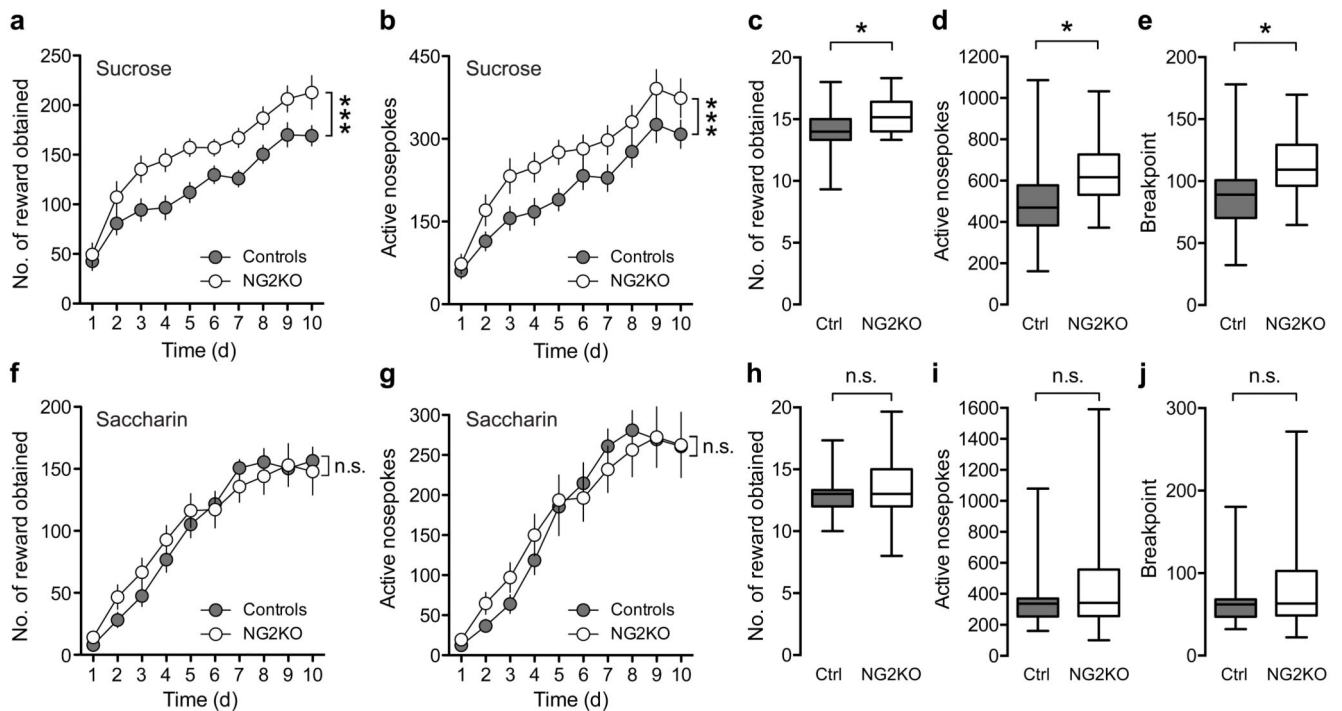 a
No. of reward obtained
250
200
150
100
50
0
Sucrose
***
Controls
NG2KO
1 2 3 4 5 6 7 8 9 10
Time (d)
b
Active nosepokes
450
300
150
0
Sucrose
***
Controls
NG2KO
1 2 3 4 5 6 7 8 9 10
Time (d)
c
No. of reward obtained
20
15
10
5
0
*
Ctrl NG2KO
d
Active nosepokes
1200
1000
800
600
400
200
0
*
Ctrl NG2KO
e
Breakpoint
200
150
100
50
0
*
Ctrl NG2KO
f
No. of reward obtained
200
150
100
50
0
Saccharin
n.s.
Controls
NG2KO
1 2 3 4 5 6 7 8 9 10
Time (d)
g
Active nosepokes
300
250
200
150
100
50
0
Saccharin
n.s.
Controls
NG2KO
1 2 3 4 5 6 7 8 9 10
Time (d)
h
No. of reward obtained
20
15
10
5
0
n.s.
Ctrl NG2KO
i
Active nosepokes
1600
1400
1200
1000
800
600
400
200
0
n.s.
Ctrl NG2KO
j
Breakpoint
300
200
100
0
n.s.
Ctrl NG2KO